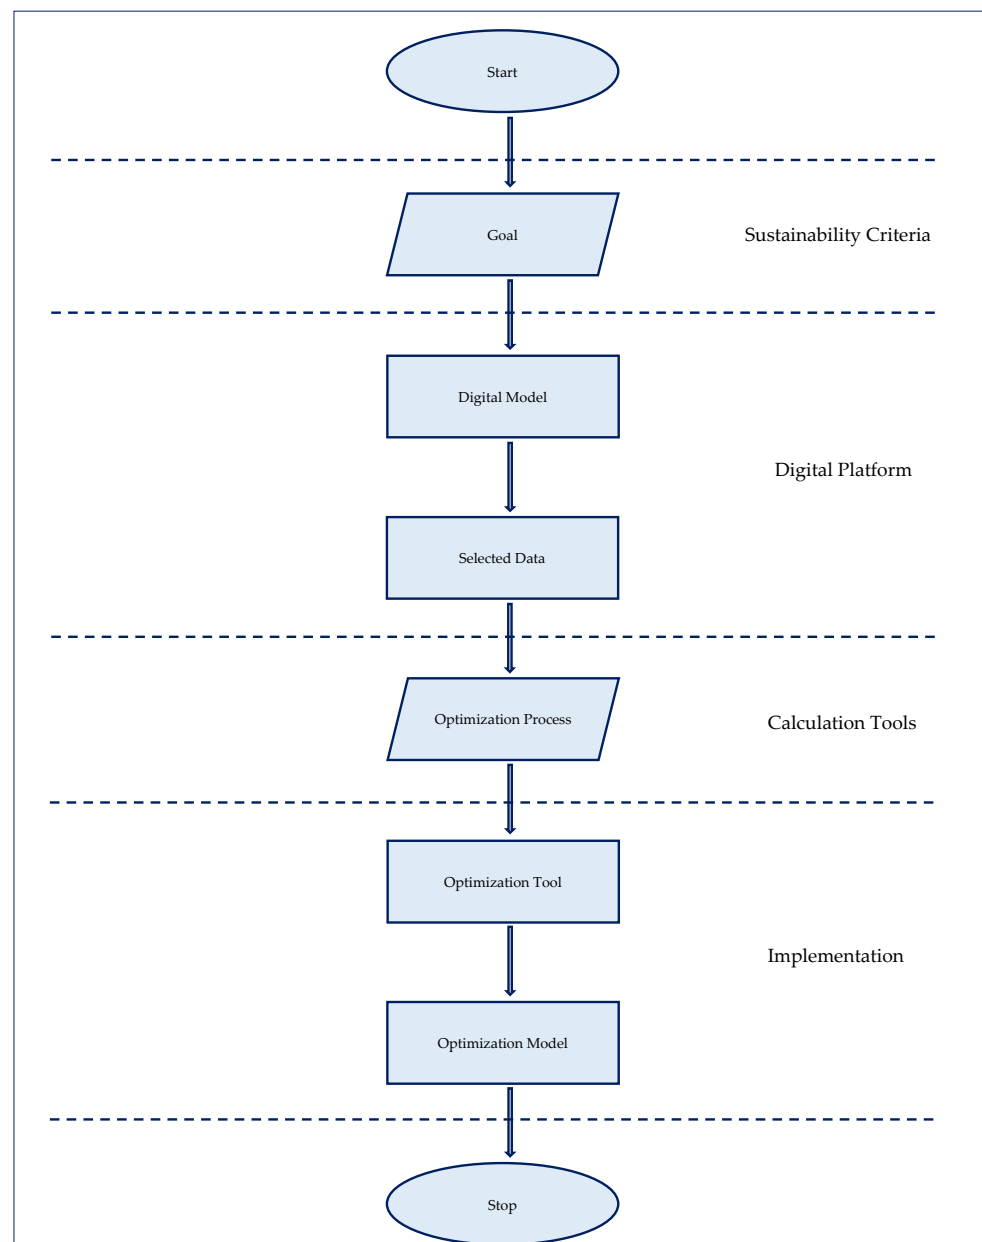 Start
Goal
Sustainability Criteria
Digital Model
Digital Platform
Selected Data
Optimization Process
Calculation Tools
Optimization Tool
Implementation
Optimization Model
Stop